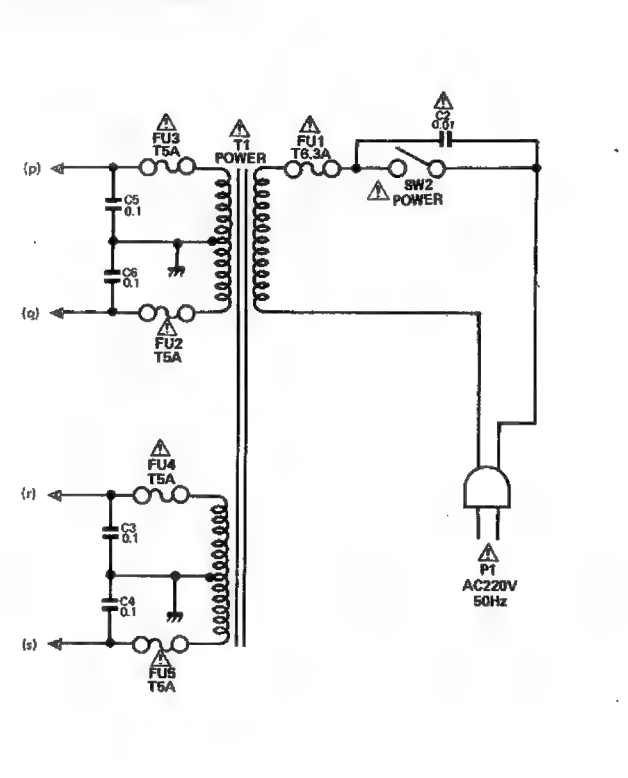 C2
0.01
FU3
T5A
T1
POWER
FU1
T6.3A
(p)
SW2
POWER
C5
0.1
C6
0.1
(q)
FU2
T5A
FU4
T5A
(r)
C3
0.1
P1
AC220V
50Hz
C4
0.1
(s)
FU5
T5A